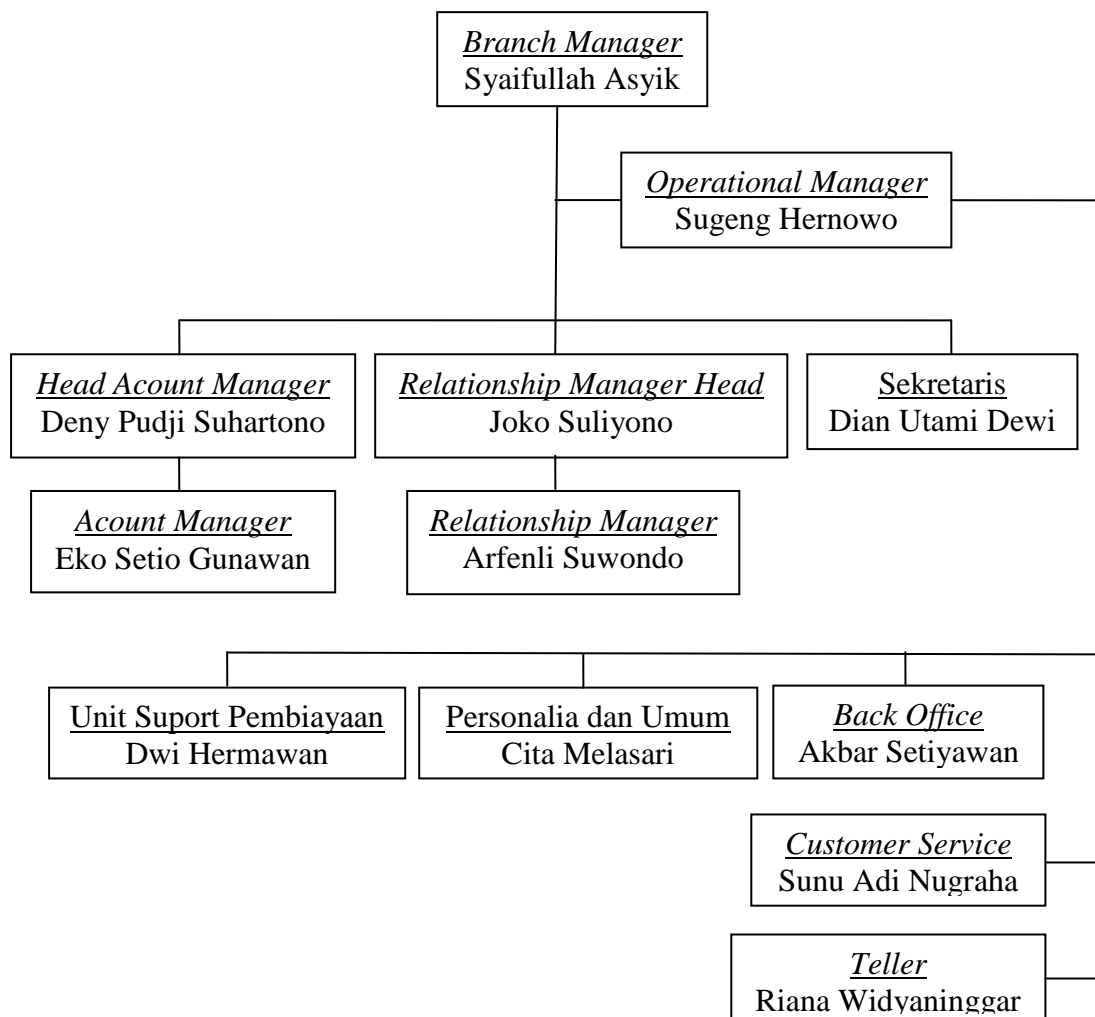 Branch Manager
Syaifullah Asyik
Operational Manager
Sugeng Hernowo
Head Acount Manager
Deny Pudji Suhartono
Relationship Manager Head
Joko Suliyono
Sekretaris
Dian Utami Dewi
Acount Manager
Eko Setio Gunawan
Relationship Manager
Arfenli Suwondo
Unit Suport Pembiayaan
Dwi Hermawan
Personalia dan Umum
Cita Melasari
Back Office
Akbar Setiyawan
Customer Service
Sunu Adi Nugraha
Teller
Riana Widyaninggar